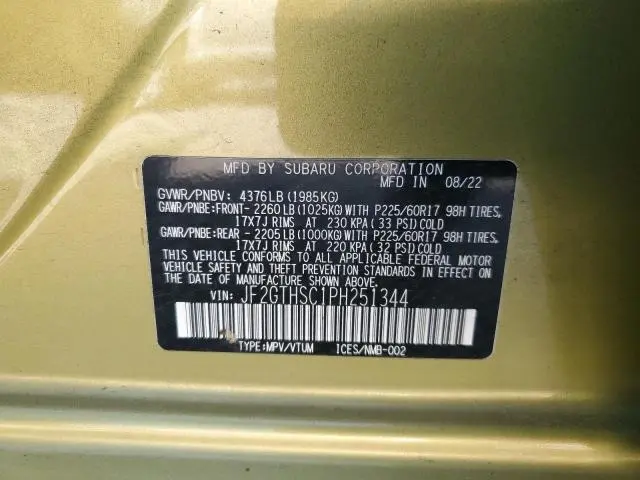 MFD BY SUBARU CORPORATION
MFD IN 08/22
GVWR/PNBV: 4376LB(1985KG)
GAWR/PNBE:FRONT- 2260LB(1025KG)WITH P225/60R17 98H TIRES,
17X7J RIMS AT 230 KPA(33 PSI)COLD
GAWR/PNBE:REAR - 2205LB(1000KG)WITH P225/60R17 98H TIRES,
17X7J RIMS AT 220 KPA(32 PSI)COLD
THIS VEHICLE CONFORMS TO ALL APPLICABLE FEDERAL MOTOR
VEHICLE SAFETY AND BUMPER STANDARDS IN EFFECT ON
THE DATE OF MANUFACTURE SHOWN ABOVE.
VIN: JF2GTHSC1PH251344
TYPE:MPV/VTUM ICES/NMB-002